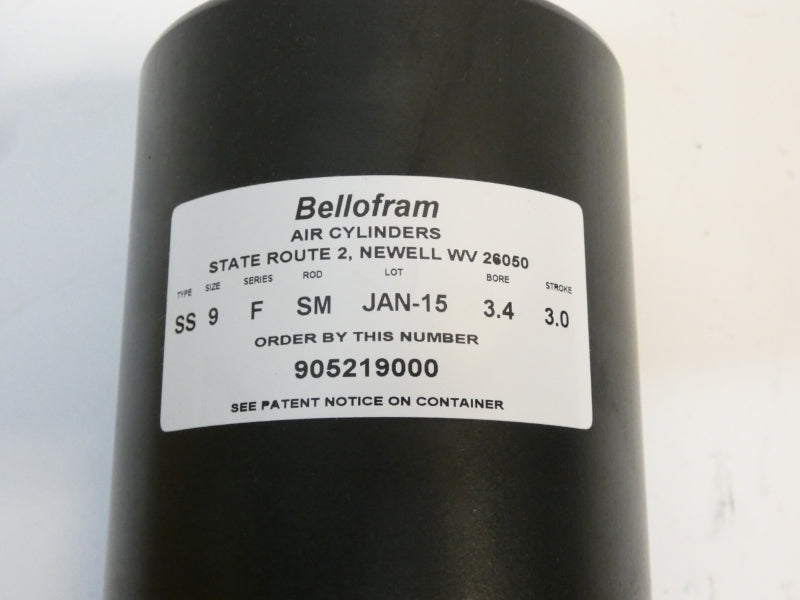 Bellofram
AIR CYLINDERS
STATE ROUTE 2, NEWELL WV 26050
TYPE SIZE SERIES ROD LOT BORE STROKE
SS 9 F SM JAN-15 3.4 3.0
ORDER BY THIS NUMBER
905219000
SEE PATENT NOTICE ON CONTAINER